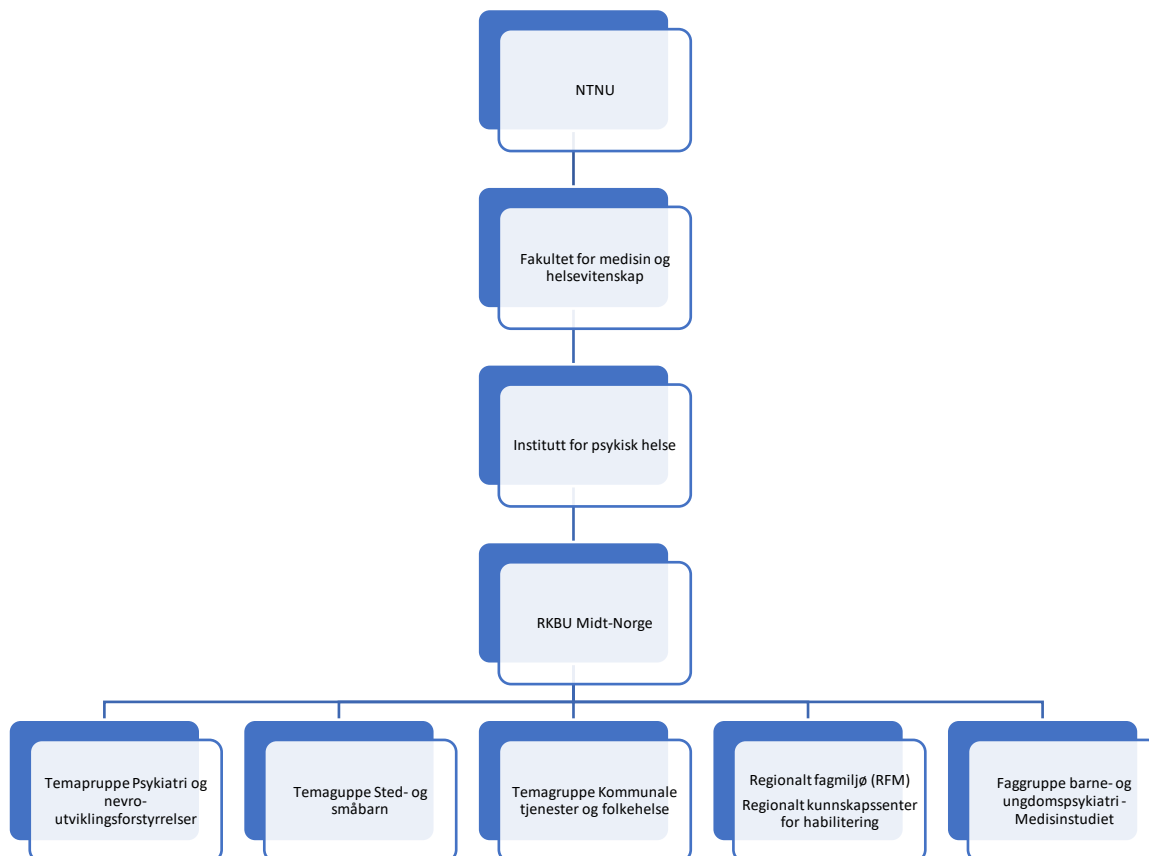 NTNU
Fakultet for medisin og
helsevitenskap
Institutt for psykisk helse
RKBU Midt-Norge
Temapruppe Psykiatri og
nevro-
utviklingsforstyrrelser
Temaguppe Sted- og
småbarn
Temagruppe Kommunale
tjenester og folkehelse
Regionalt fagmiljø (RFM)
Regionalt kunnskapssenter
for habilitering
Faggruppe barne- og
ungdomspsykiatri -
Medisinstudiet